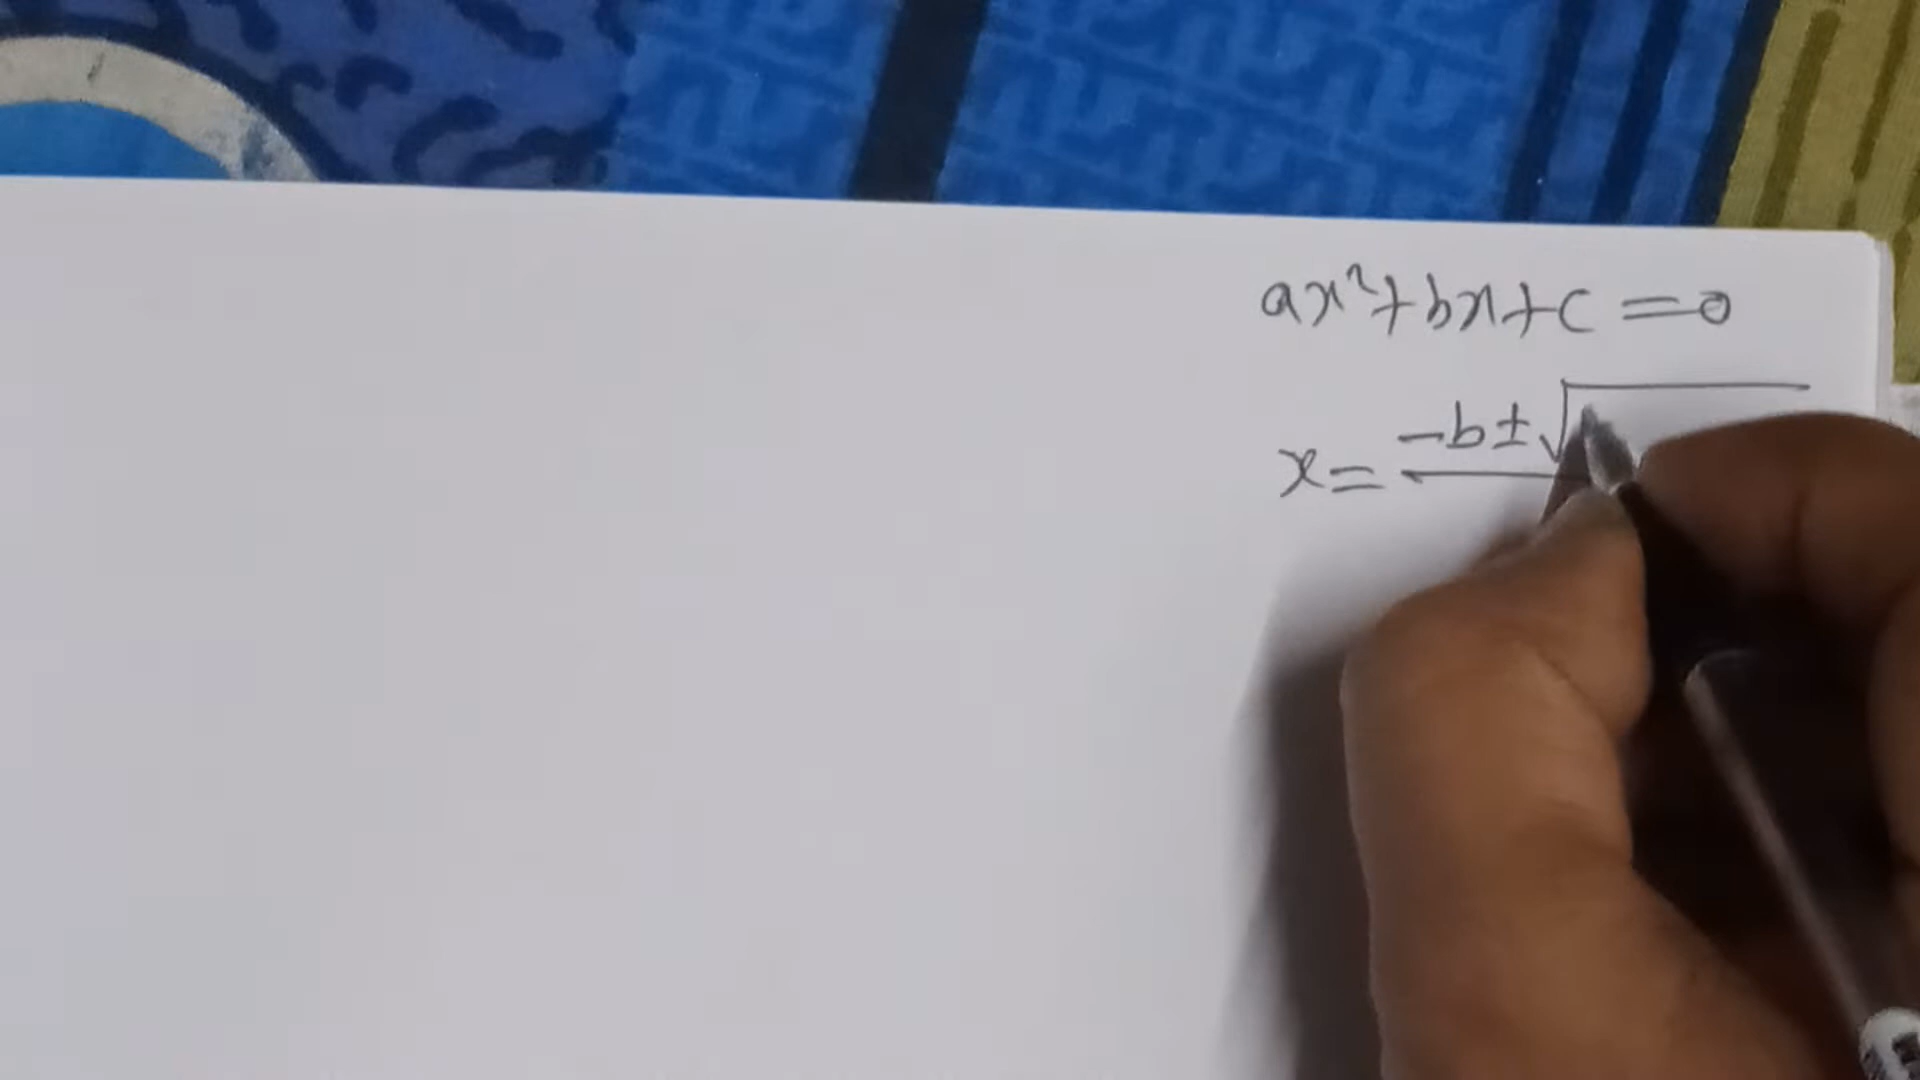 ax²+bx+c=0
x= -b±√